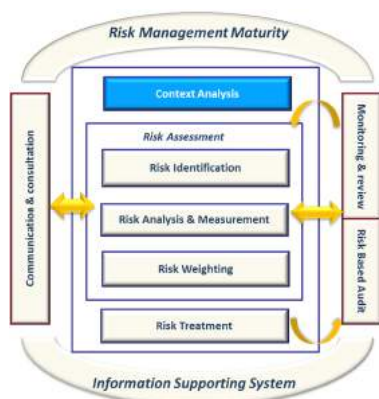 Risk Management Maturity
Context Analysis
Risk Assessment
Risk Identification
Risk Analysis & Measurement
Risk Weighting
Risk Treatment
Communication & consultation
Monitoring & review
Risk Based Audit
Information Supporting System